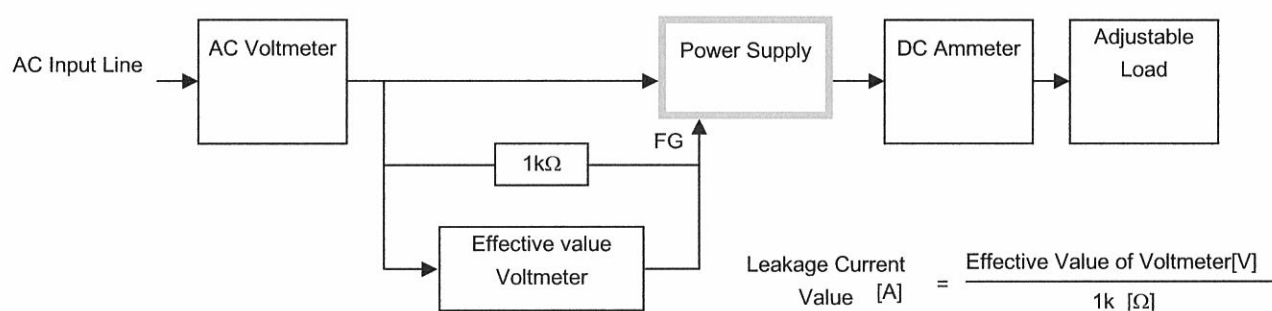 AC Input Line
AC Voltmeter
Power Supply
DC Ammeter
Adjustable
Load
FG
1kΩ
Effective value
Voltmeter
Leakage Current
Value [A]
=
Effective Value of Voltmeter[V]
1k [Ω]